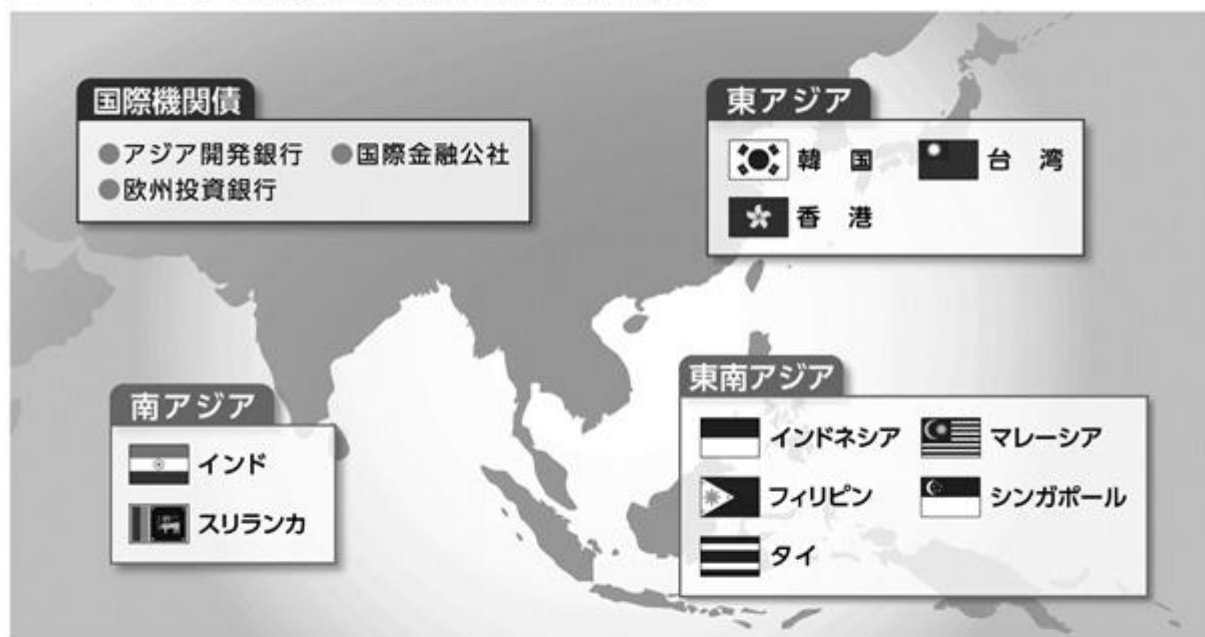 国際機関債
●アジア開発銀行 ●国際金融公社
●欧州投資銀行
東アジア
韓 国 台 湾
香 港
南アジア
インド
スリランカ
東南アジア
インドネシア マレーシア
フィリピン シンガポール
タイ